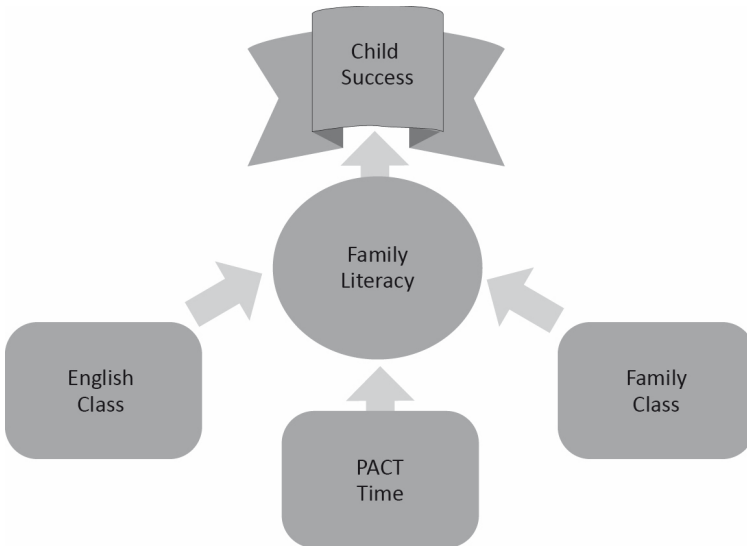 Child
Success
Family
Literacy
English
Class
Family
Class
PACT
Time